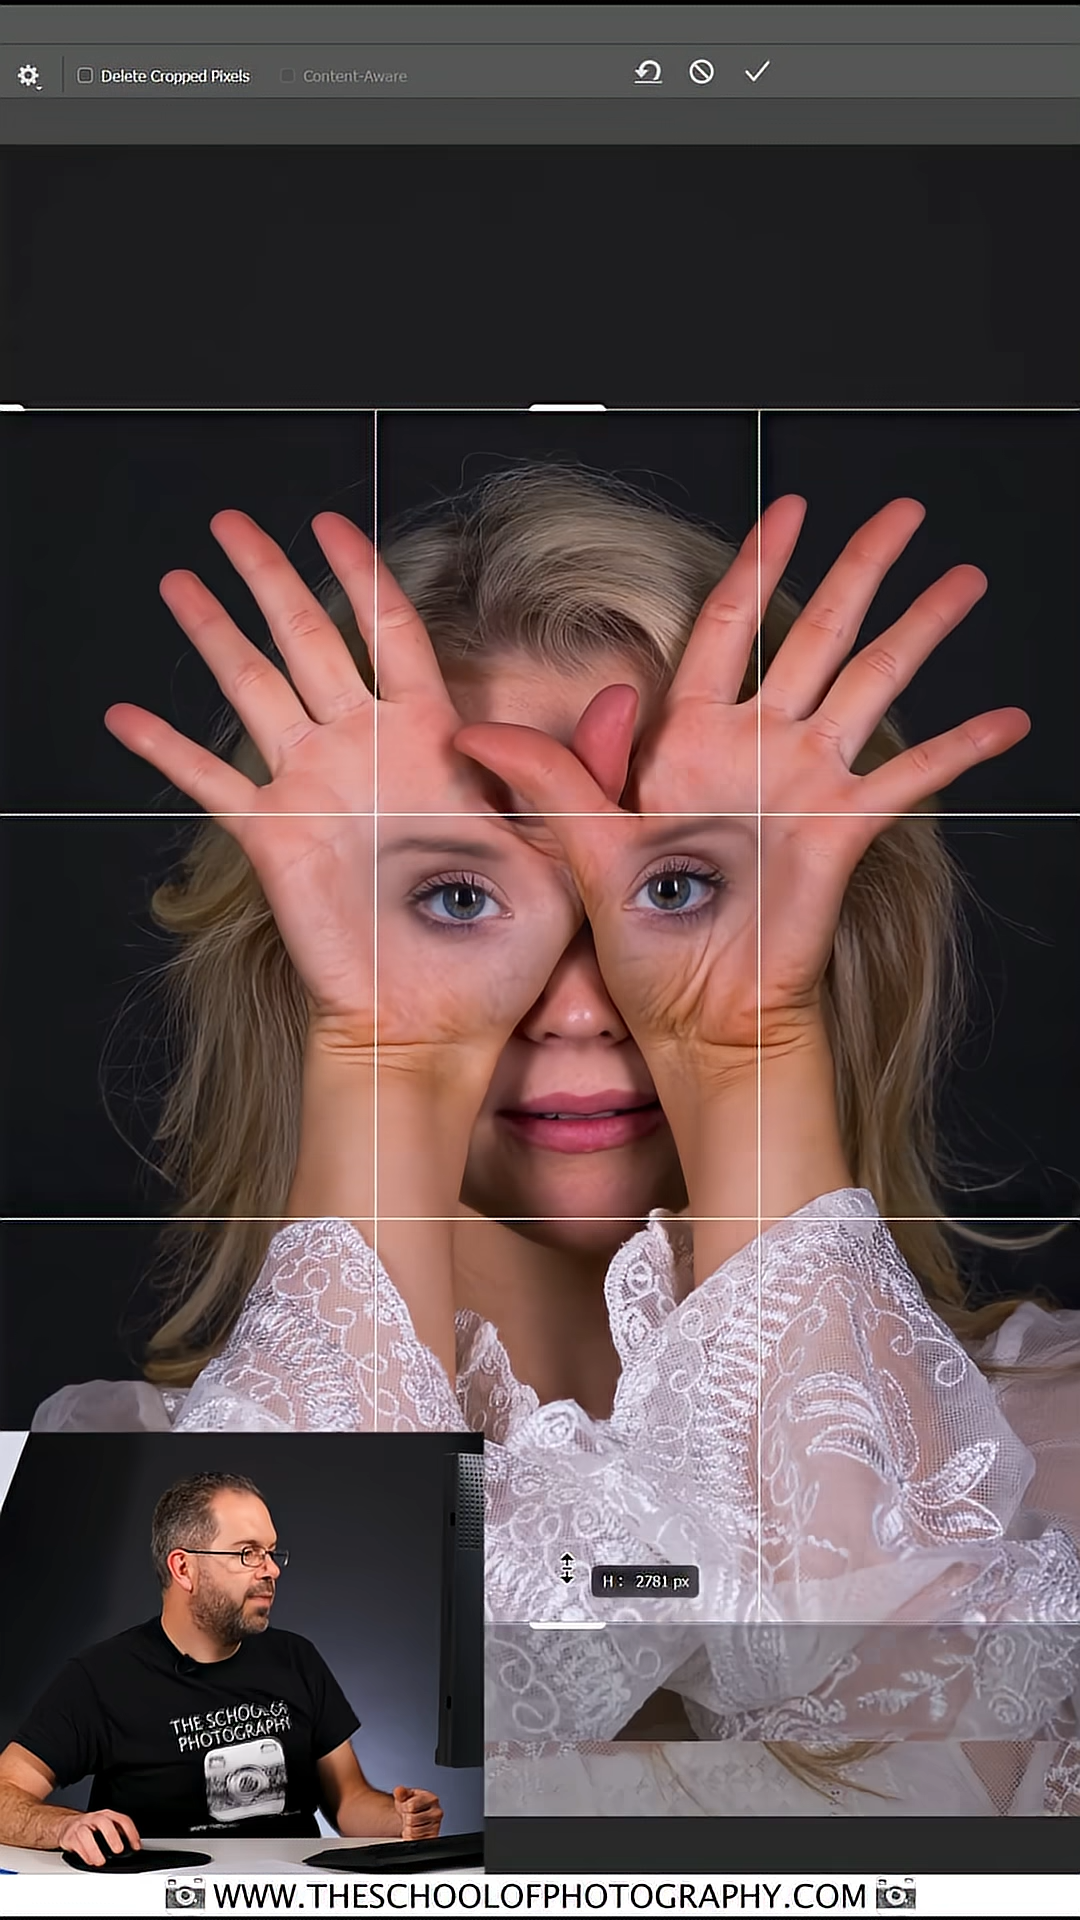 Delete Cropped Pixels Content-Aware
H: 2781 px
THE SCHOOL OF
PHOTOGRAPHY
WWW.THESCHOOLOFPHOTOGRAPHY.COM